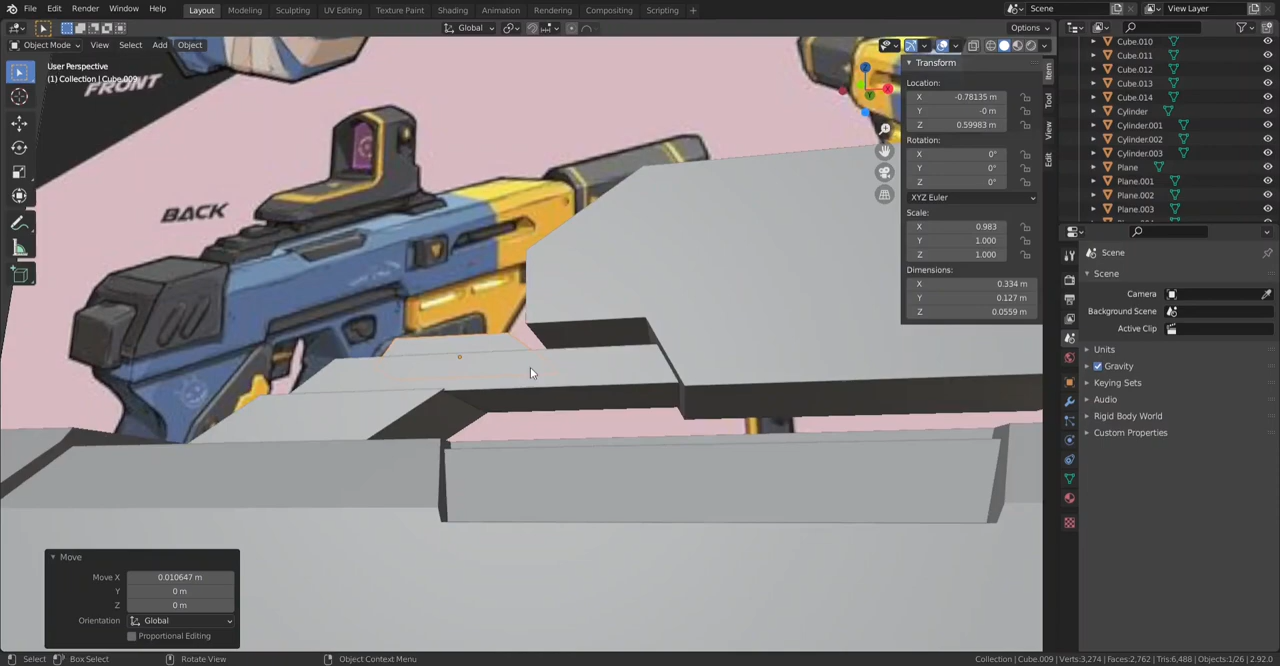 File Edit Render Window Help Layout Modeling Sculpting UV Editing Texture Paint Shading Animation Rendering Compositing Scripting + Scene View Layer
Global Options
Object Mode View Select Add Object
User Perspective
(1) Collection | Cube.009
FRONT
BACK
Transform
Location:
X -0.78135 m
Y -0 m
Z 0.59983 m
Rotation:
X 0°
Y 0°
Z 0°
XYZ Euler
Scale:
X 0.983
Y 1.000
Z 1.000
Dimensions:
X 0.334 m
Y 0.127 m
Z 0.0559 m
Item
Tool
View
Edit
Cube.010
Cube.011
Cube.012
Cube.013
Cube.014
Cylinder
Cylinder.001
Cylinder.002
Cylinder.003
Plane
Plane.001
Plane.002
Plane.003
Scene
Scene
Camera
Background Scene
Active Clip
Units
Gravity
Keying Sets
Audio
Rigid Body World
Custom Properties
Move
Move X 0.010647 m
Y 0 m
Z 0 m
Orientation Global
Proportional Editing
Select Box Select Rotate View Object Context Menu Collection | Cube.009 | Verts:3,274 | Faces:2,762 | Tris:6,488 | Objects:1/26 | 2.92.0